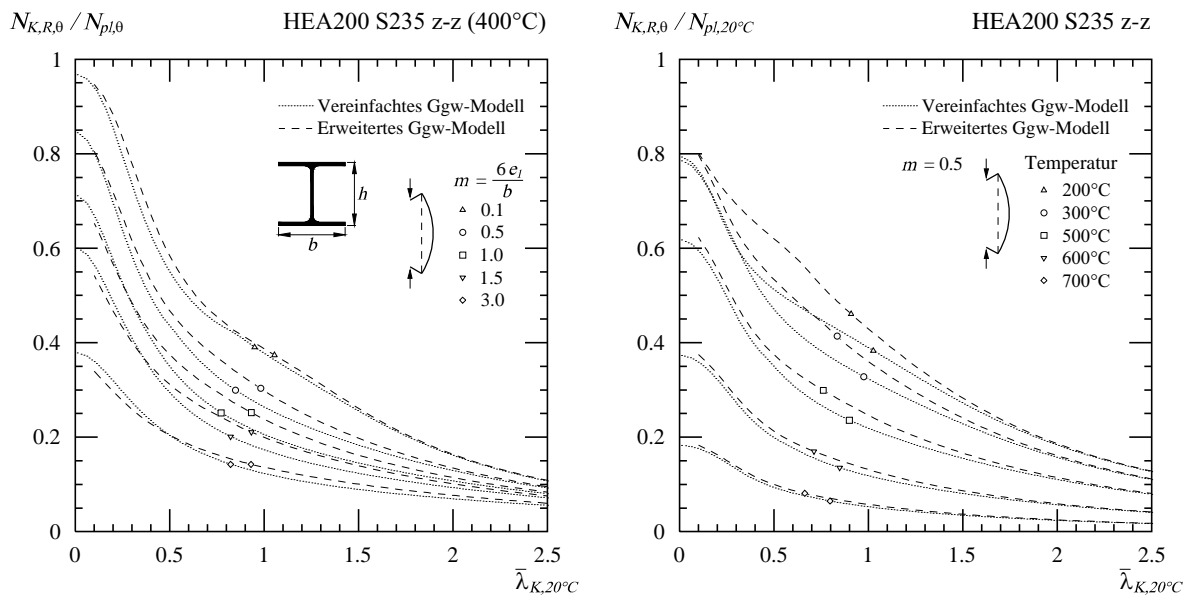 N_{K,R,θ} / N_{pl,θ}
HEA200 S235 z-z (400°C)
1
0.8
0.6
0.4
0.2
0
Vereinfachtes Ggw-Modell
Erweitertes Ggw-Modell
h
b
m = 6 e_l / b
0.1
0.5
1.0
1.5
3.0
0 0.5 1 1.5 2 2.5
λ̄_{K,20°C}
N_{K,R,θ} / N_{pl,20°C}
HEA200 S235 z-z
1
0.8
0.6
0.4
0.2
0
Vereinfachtes Ggw-Modell
Erweitertes Ggw-Modell
m = 0.5
Temperatur
200°C
300°C
500°C
600°C
700°C
0 0.5 1 1.5 2 2.5
λ̄_{K,20°C}